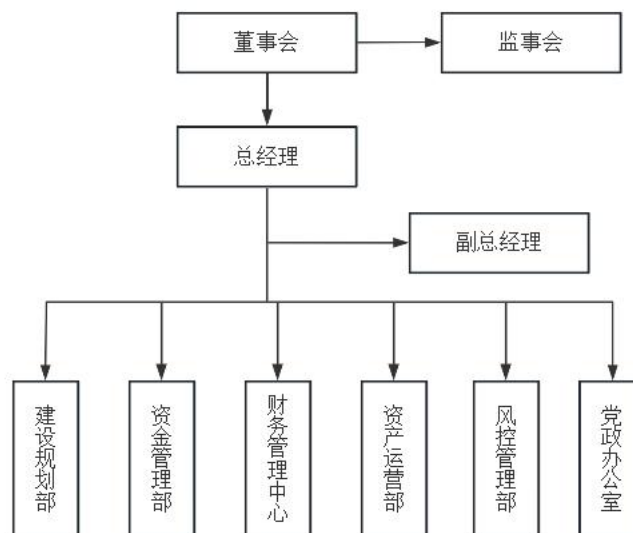 董事会
监事会
总经理
副总经理
建设规划部
资金管理部
财务管理中心
资产运营部
风控管理部
党政办公室